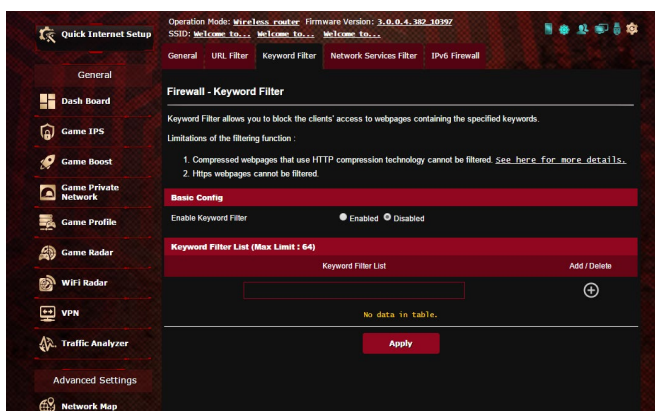 Quick Internet Setup
Operation Mode: Wireless router Firmware Version: 3.0.0.4.382_10397
SSID: Welcome to... Welcome to... Welcome to...
General URL Filter Keyword Filter Network Services Filter IPv6 Firewall
General
Dash Board
Game IPS
Game Boost
Game Private
Network
Game Profile
Game Radar
WiFi Radar
VPN
Traffic Analyzer
Advanced Settings
Network Map
Firewall - Keyword Filter
Keyword Filter allows you to block the clients' access to webpages containing the specified keywords.
Limitations of the filtering function :
1. Compressed webpages that use HTTP compression technology cannot be filtered. See here for more details.
2. Https webpages cannot be filtered.
Basic Config
Enable Keyword Filter Enabled Disabled
Keyword Filter List (Max Limit : 64)
Keyword Filter List Add / Delete
No data in table.
Apply